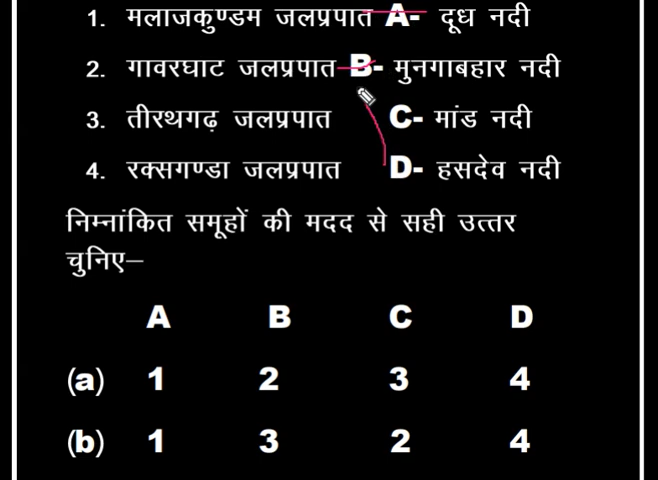 1. मलाजकुण्डम जलप्रपात A- दूध नदी
2. गावरघाट जलप्रपात B- मुनगाबहार नदी
3. तीरथगढ़ जलप्रपात C- मांड नदी
4. रक्सगण्डा जलप्रपात D- हसदेव नदी
निम्नांकित समूहों की मदद से सही उत्तर
चुनिए–
A B C D
(a) 1 2 3 4
(b) 1 3 2 4